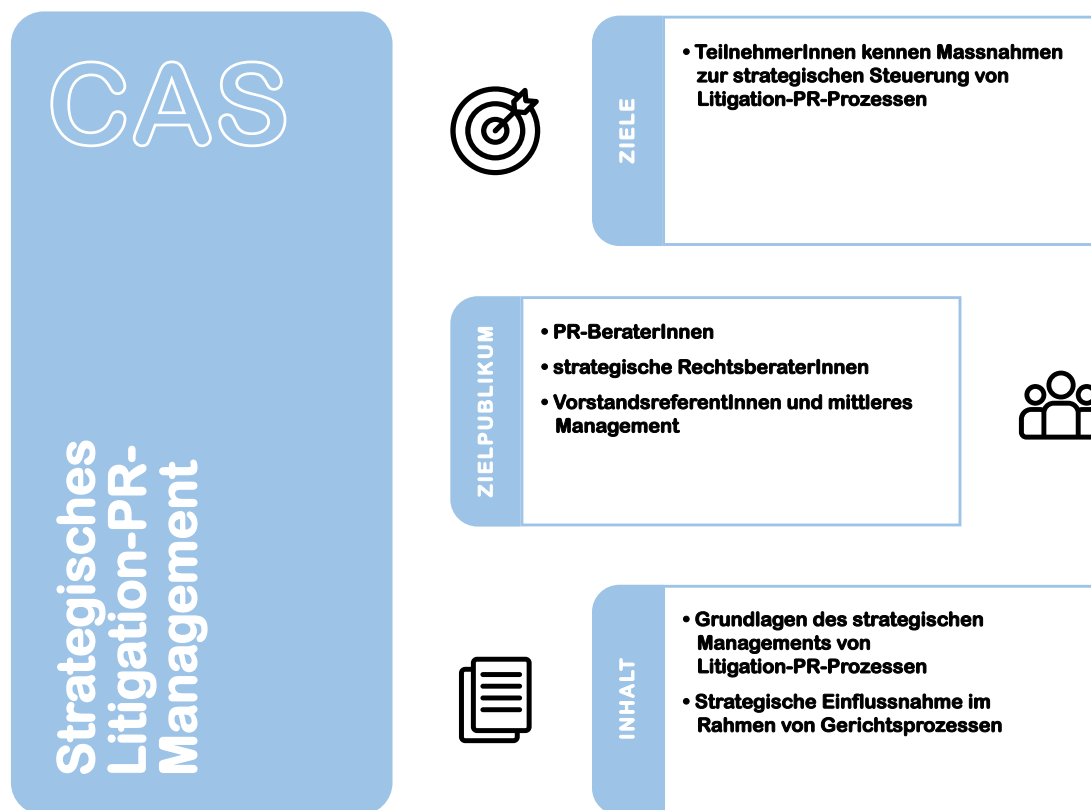 CAS
Strategisches
Litigation-PR-
Management
ZIELE
• TeilnehmerInnen kennen Massnahmen
zur strategischen Steuerung von
Litigation-PR-Prozessen
ZIELPUBLIKUM
• PR-BeraterInnen
• strategische RechtsberaterInnen
• VorstandsreferentInnen und mittleres
Management
INHALT
• Grundlagen des strategischen
Managements von
Litigation-PR-Prozessen
• Strategische Einflussnahme im
Rahmen von Gerichtsprozessen